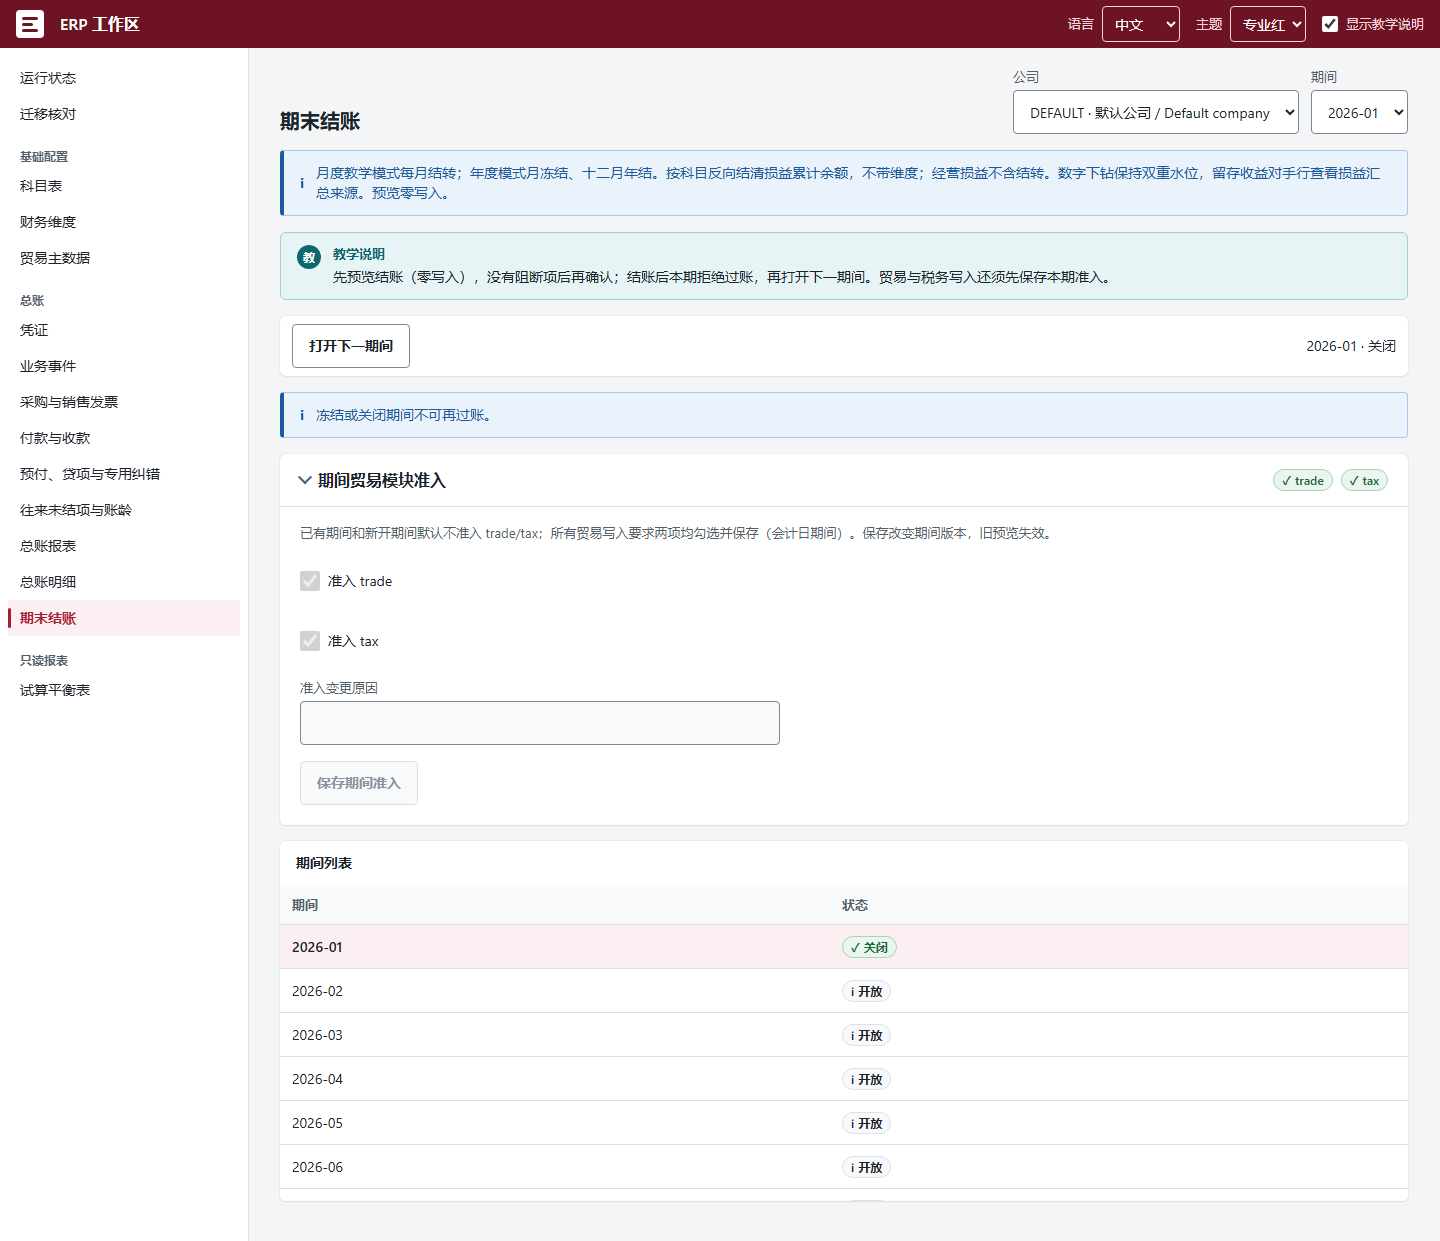 ERP 工作区
语言
中文
主题
专业红
显示教学说明
运行状态
迁移核对
基础配置
科目表
财务维度
贸易主数据
总账
凭证
业务事件
采购与销售发票
付款与收款
预付、贷项与专用纠错
往来未结项与账龄
总账报表
总账明细
期末结账
只读报表
试算平衡表
期末结账
公司
DEFAULT · 默认公司 / Default company
期间
2026-01
i
月度教学模式每月结转；年度模式月冻结、十二月年结。按科目反向结清损益累计余额，不带维度；经营损益不含结转。数字下钻保持双重水位，留存收益对手行查看损益汇
总来源。预览零写入。
教
教学说明
先预览结账（零写入），没有阻断项后再确认；结账后本期拒绝过账，再打开下一期间。贸易与税务写入还须先保存本期准入。
打开下一期间
2026-01 · 关闭
i
冻结或关闭期间不可再过账。
期间贸易模块准入
✓ trade
✓ tax
已有期间和新开期间默认不准入 trade/tax；所有贸易写入要求两项均勾选并保存（会计日期间）。保存改变期间版本，旧预览失效。
准入 trade
准入 tax
准入变更原因
保存期间准入
期间列表
期间 状态
2026-01 ✓ 关闭
2026-02 i 开放
2026-03 i 开放
2026-04 i 开放
2026-05 i 开放
2026-06 i 开放